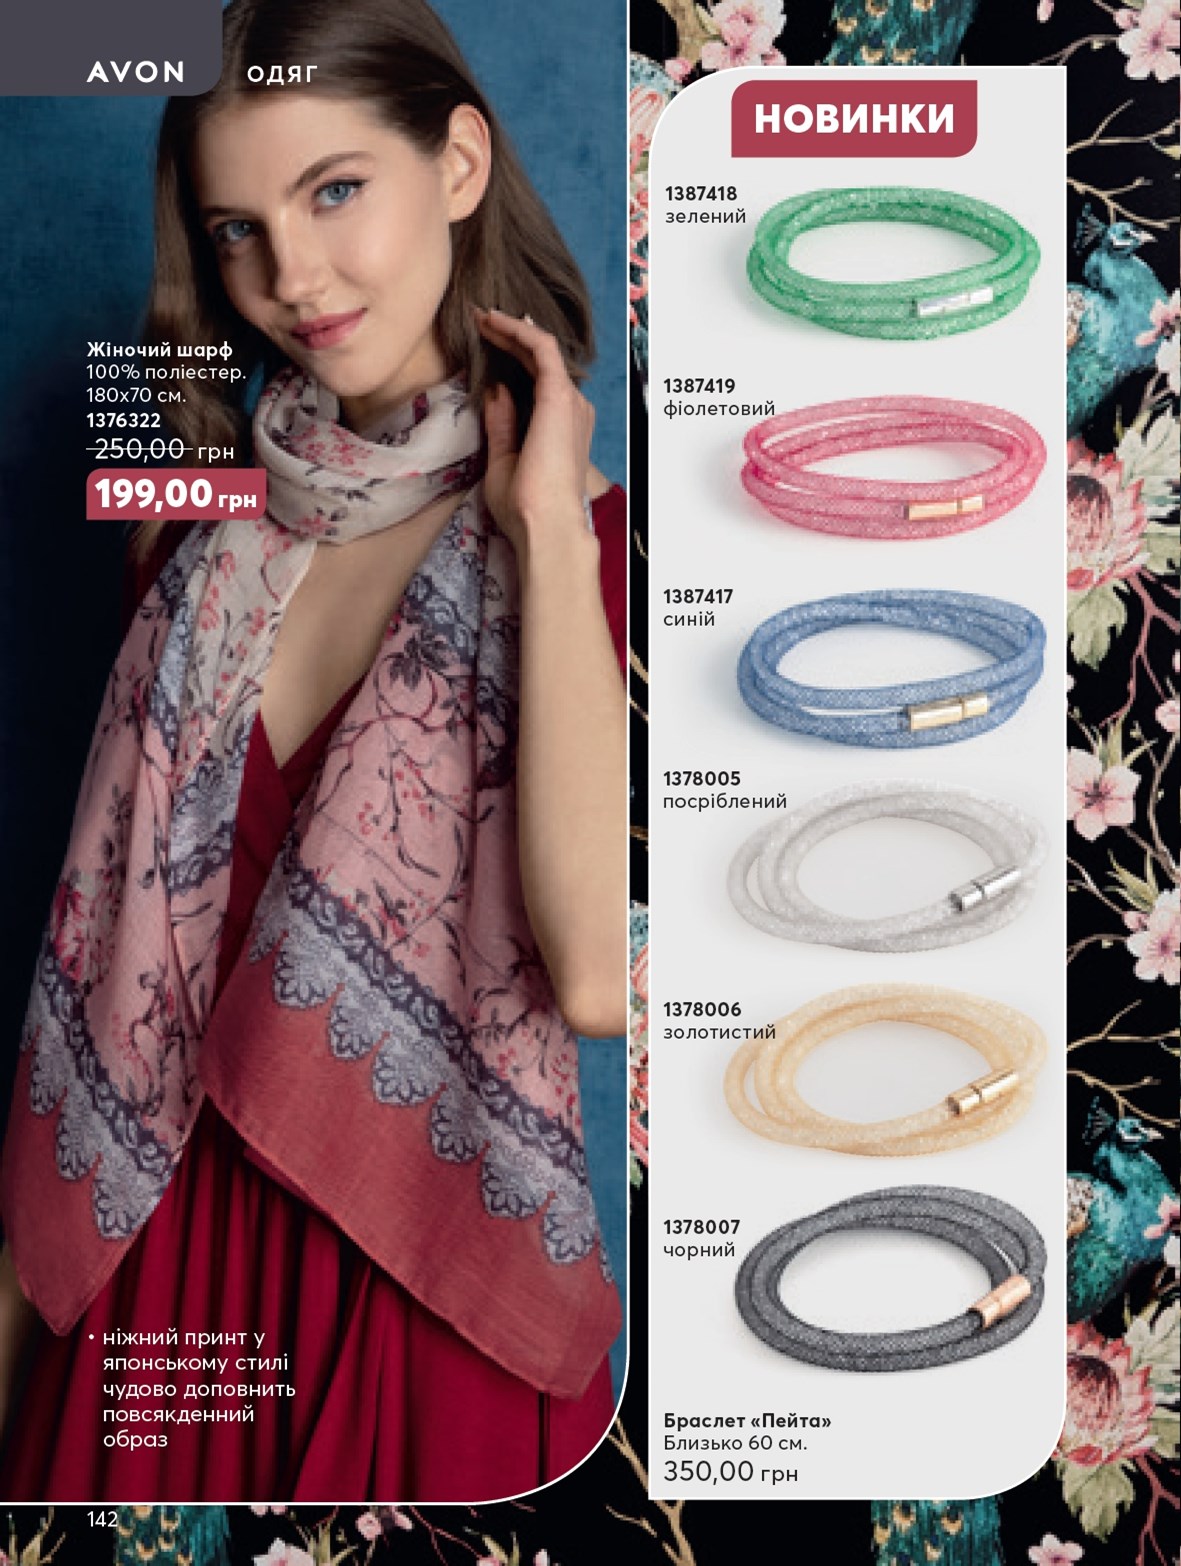 AVON
ОДЯГ
Жіночий шарф
100% поліестер.
180х70 см.
1376322
250,00 грн
199,00 грн
• ніжний принт у
японському стилі
чудово доповнить
повсякденний
образ
142
НОВИНКИ
1387418
зелений
1387419
фіолетовий
1387417
синій
1378005
посріблений
1378006
золотистий
1378007
чорний
Браслет «Пейта»
Близько 60 см.
350,00 грн